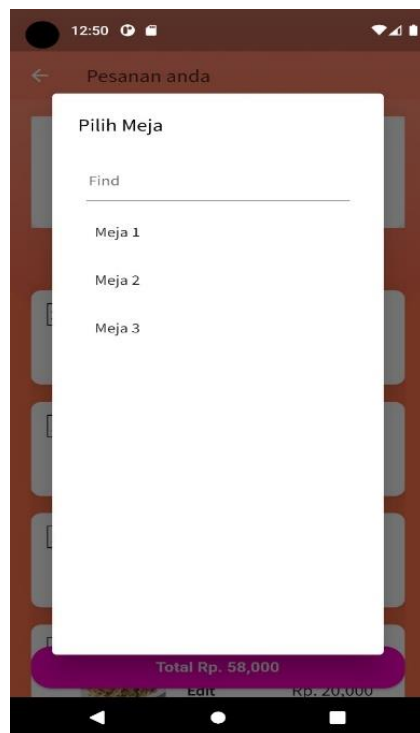 12:50
Pesanan anda
Pilih Meja
Find
Meja 1
Meja 2
Meja 3
Total Rp. 58,000
Edit Rp. 20,000